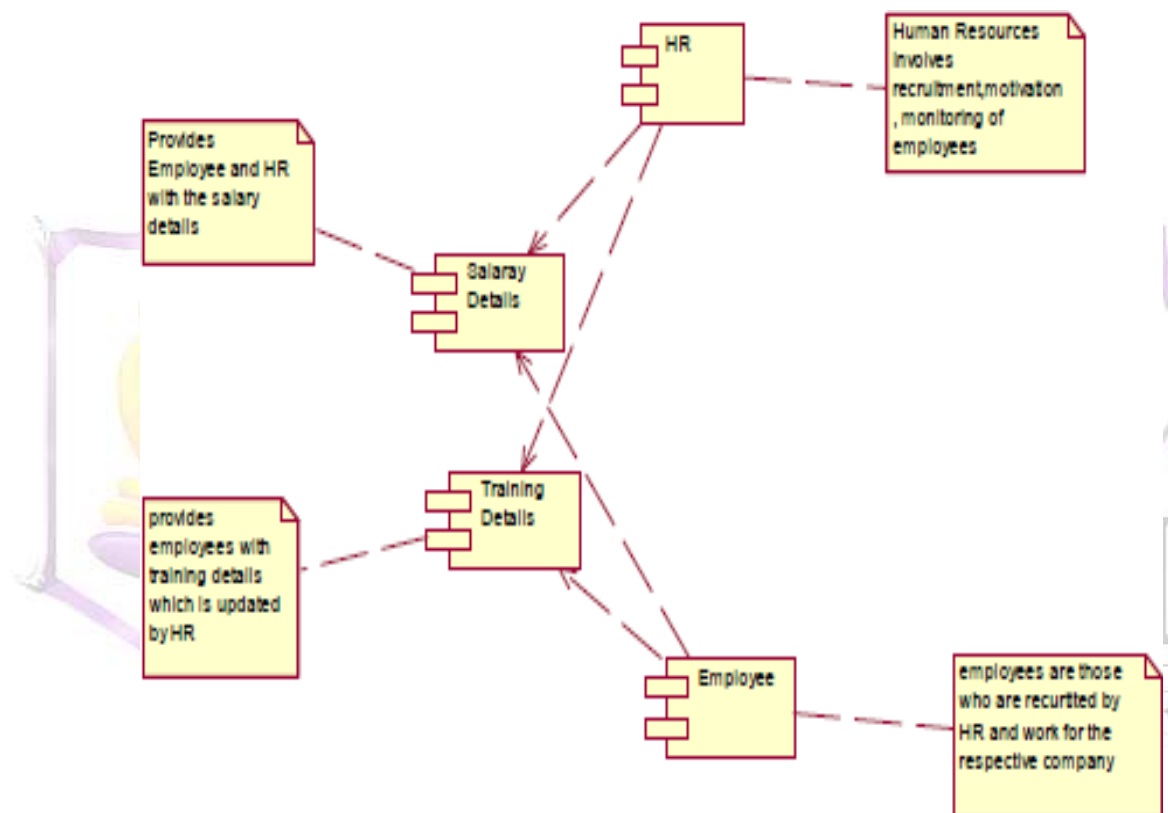 HR
Human Resources
Involves
recruitment,motivation
, monitoring of
employees
Provides
Employee and HR
with the salary
details
Salaray
Details
Training
Details
provides
employees with
training details
which is updated
by HR
Employee
employees are those
who are recurtited by
HR and work for the
respective company